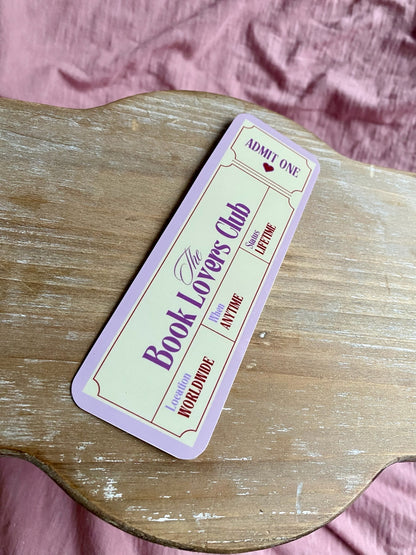 ADMIT ONE
The
Book Lovers Club
Location
WORLDWIDE
When
ANYTIME
Status
LIFETIME